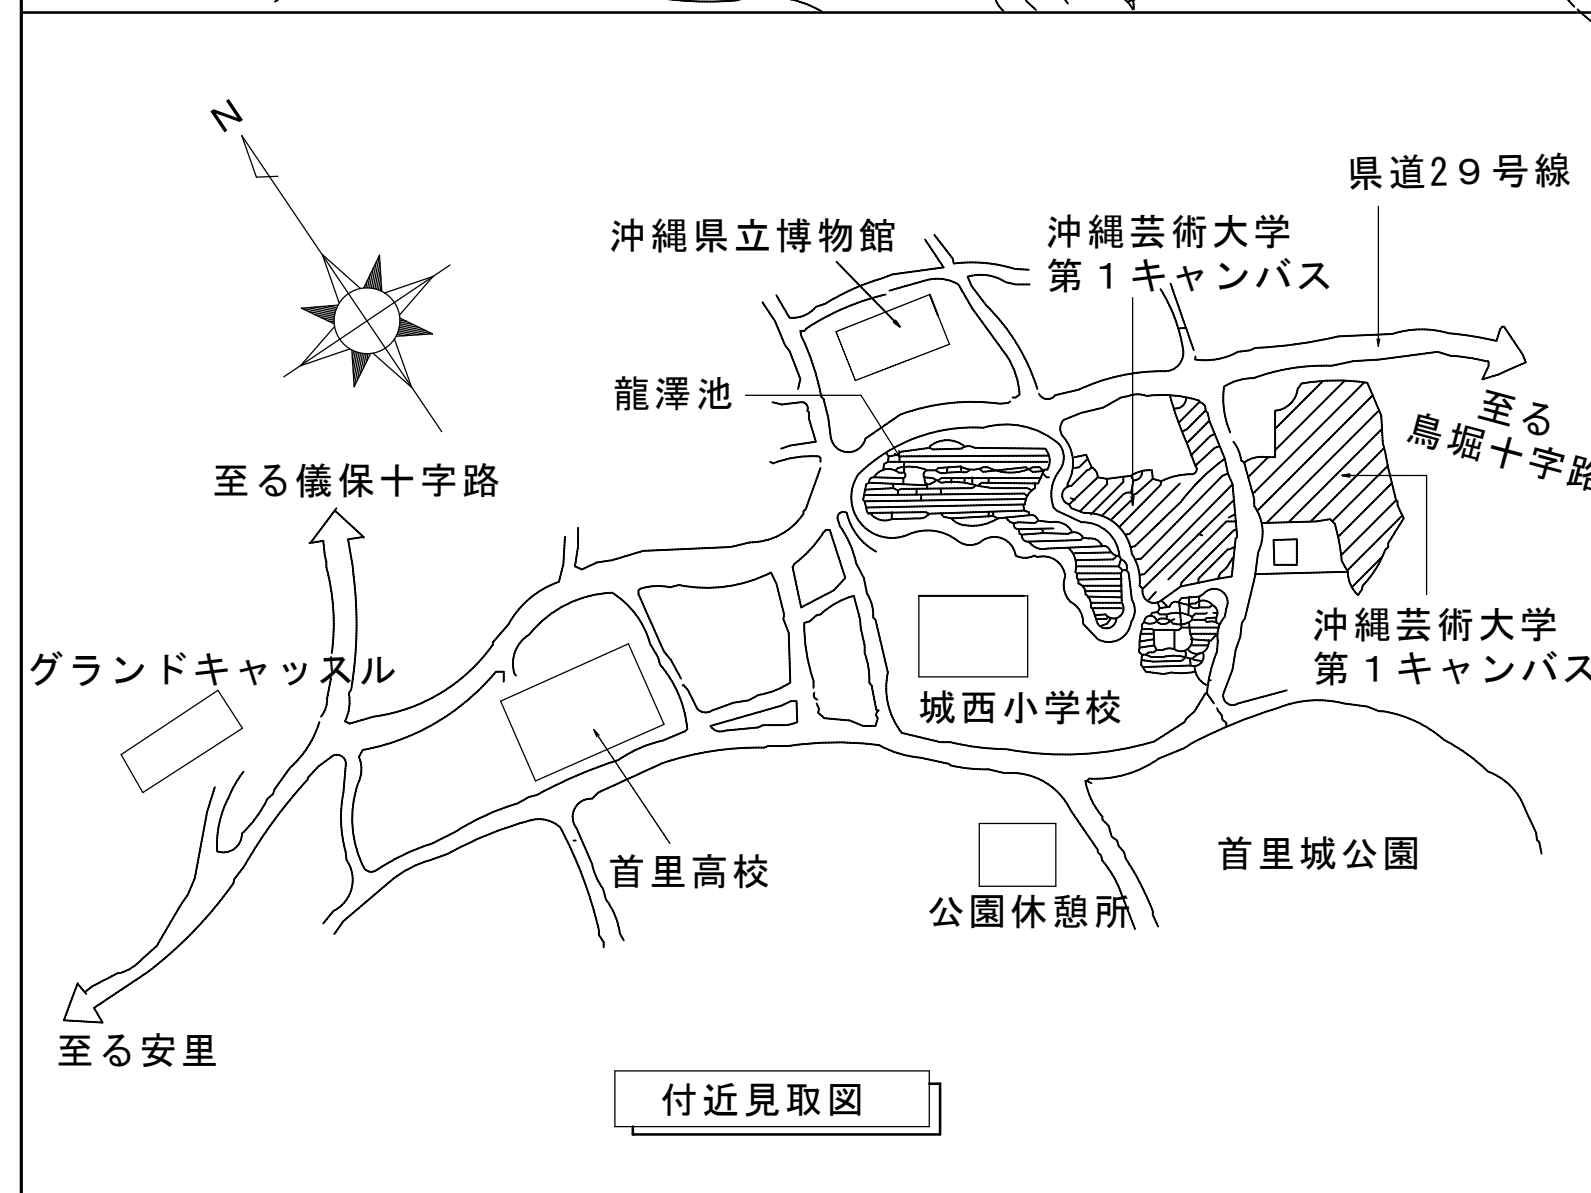 N
県道29号線
沖縄県立博物館
沖縄芸術大学
第１キャンバス
龍澤池
至る
鳥堀十字路
至る儀保十字路
グランドキャッスル
沖縄芸術大学
第１キャンバス
城西小学校
首里高校
首里城公園
公園休憩所
至る安里
付近見取図